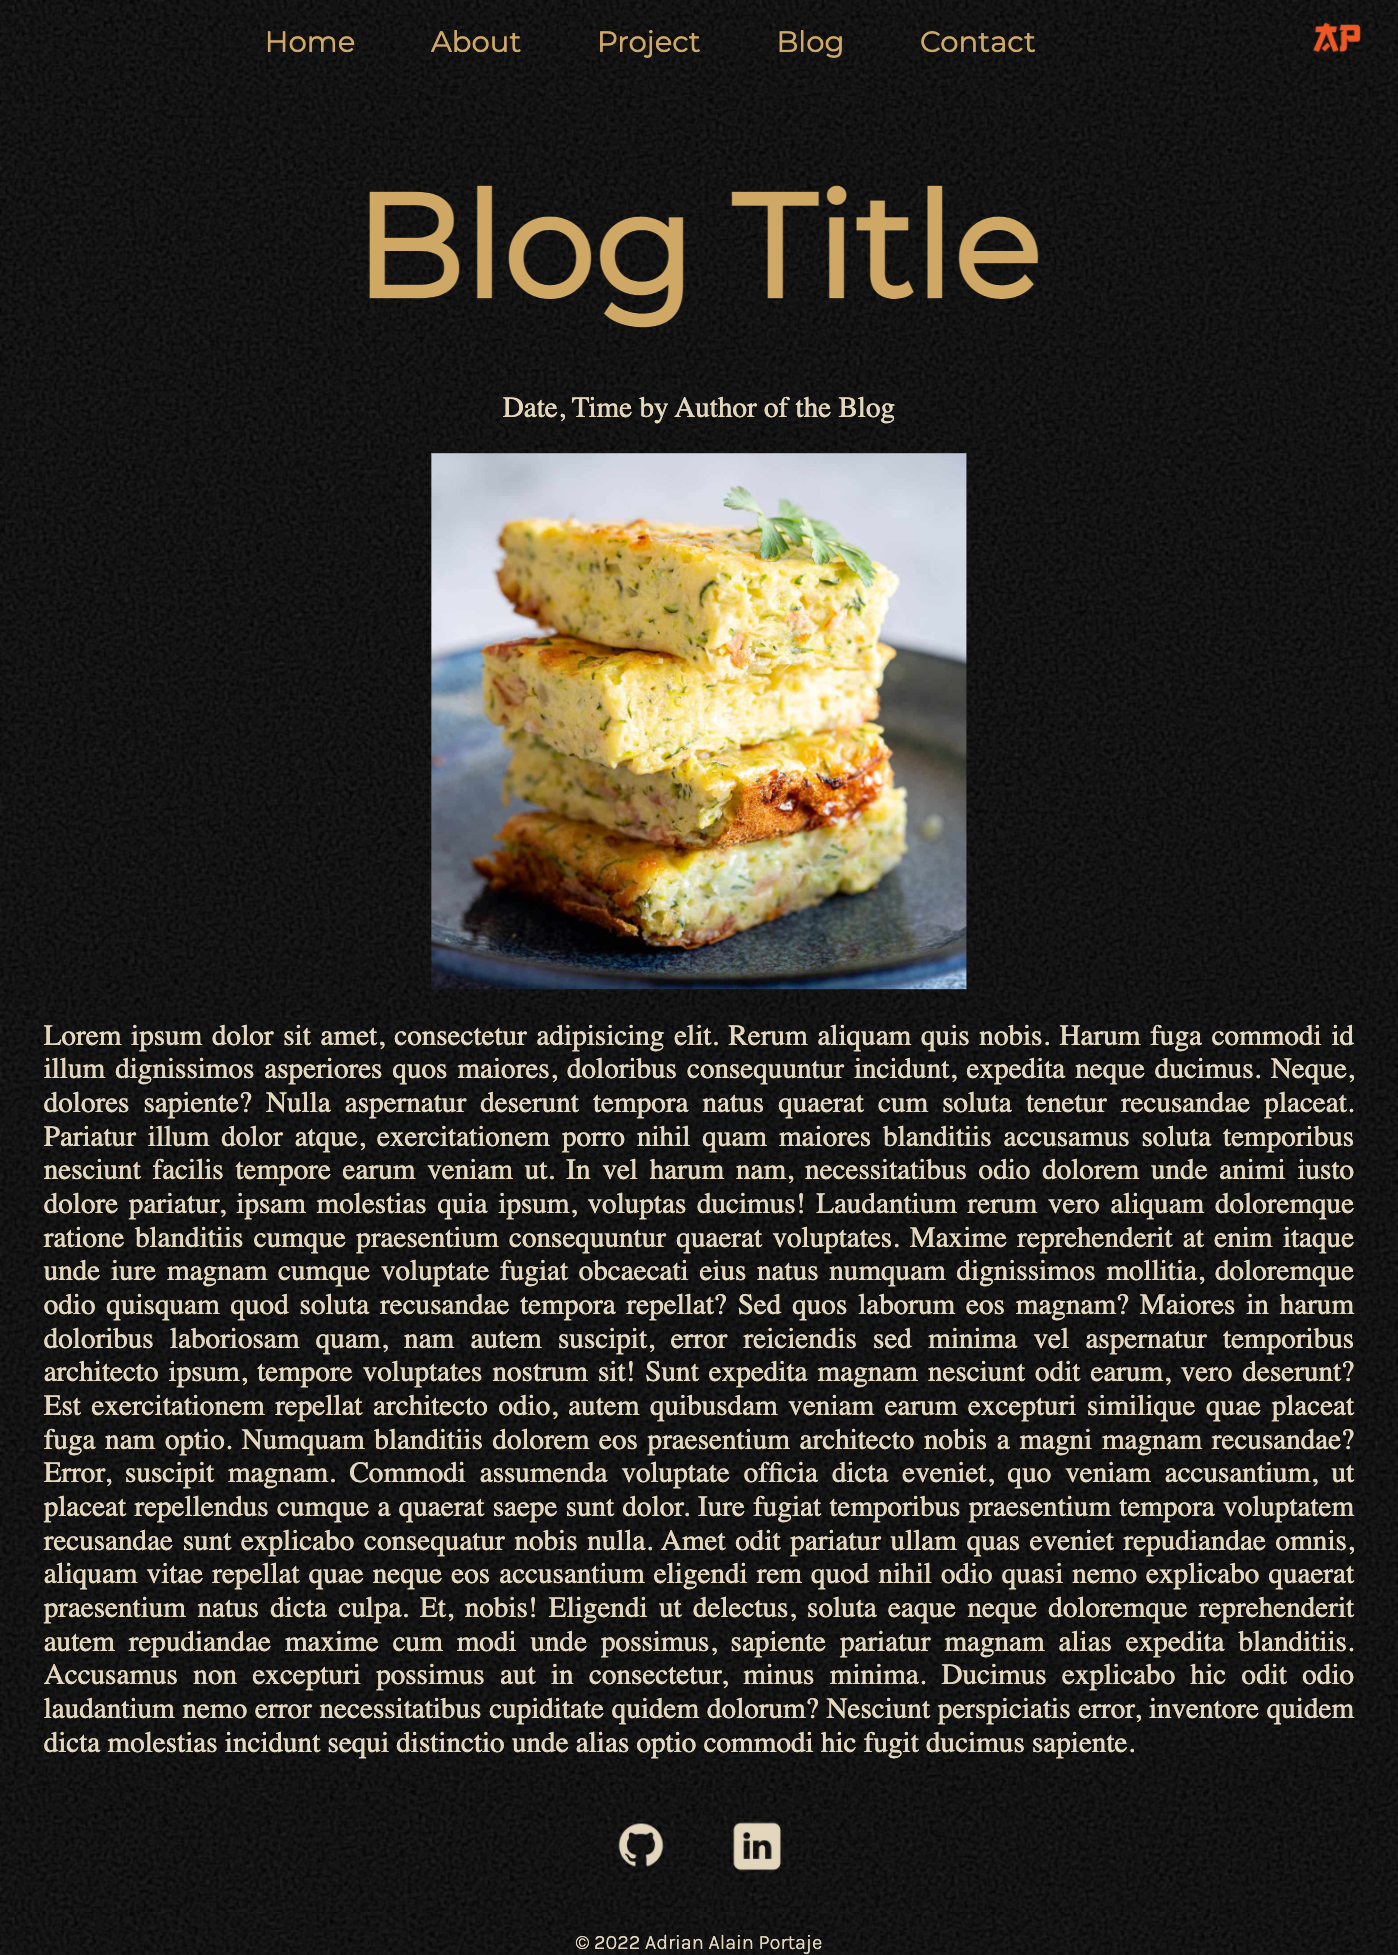 Home About Project Blog Contact AP
Blog Title
Date, Time by Author of the Blog
Lorem ipsum dolor sit amet, consectetur adipisicing elit. Rerum aliquam quis nobis. Harum fuga commodi id
illum dignissimos asperiores quos maiores, doloribus consequuntur incidunt, expedita neque ducimus. Neque,
dolores sapiente? Nulla aspernatur deserunt tempora natus quaerat cum soluta tenetur recusandae placeat.
Pariatur illum dolor atque, exercitationem porro nihil quam maiores blanditiis accusamus soluta temporibus
nesciunt facilis tempore earum veniam ut. In vel harum nam, necessitatibus odio dolorem unde animi iusto
dolore pariatur, ipsam molestias quia ipsum, voluptas ducimus! Laudantium rerum vero aliquam doloremque
ratione blanditiis cumque praesentium consequuntur quaerat voluptates. Maxime reprehenderit at enim itaque
unde iure magnam cumque voluptate fugiat obcaecati eius natus numquam dignissimos mollitia, doloremque
odio quisquam quod soluta recusandae tempora repellat? Sed quos laborum eos magnam? Maiores in harum
doloribus laboriosam quam, nam autem suscipit, error reiciendis sed minima vel aspernatur temporibus
architecto ipsum, tempore voluptates nostrum sit! Sunt expedita magnam nesciunt odit earum, vero deserunt?
Est exercitationem repellat architecto odio, autem quibusdam veniam earum excepturi similique quae placeat
fuga nam optio. Numquam blanditiis dolorem eos praesentium architecto nobis a magni magnam recusandae?
Error, suscipit magnam. Commodi assumenda voluptate officia dicta eveniet, quo veniam accusantium, ut
placeat repellendus cumque a quaerat saepe sunt dolor. Iure fugiat temporibus praesentium tempora voluptatem
recusandae sunt explicabo consequatur nobis nulla. Amet odit pariatur ullam quas eveniet repudiandae omnis,
aliquam vitae repellat quae neque eos accusantium eligendi rem quod nihil odio quasi nemo explicabo quaerat
praesentium natus dicta culpa. Et, nobis! Eligendi ut delectus, soluta eaque neque doloremque reprehenderit
autem repudiandae maxime cum modi unde possimus, sapiente pariatur magnam alias expedita blanditiis.
Accusamus non excepturi possimus aut in consectetur, minus minima. Ducimus explicabo hic odit odio
laudantium nemo error necessitatibus cupiditate quidem dolorum? Nesciunt perspiciatis error, inventore quidem
dicta molestias incidunt sequi distinctio unde alias optio commodi hic fugit ducimus sapiente.
in
© 2022 Adrian Alain Portaje